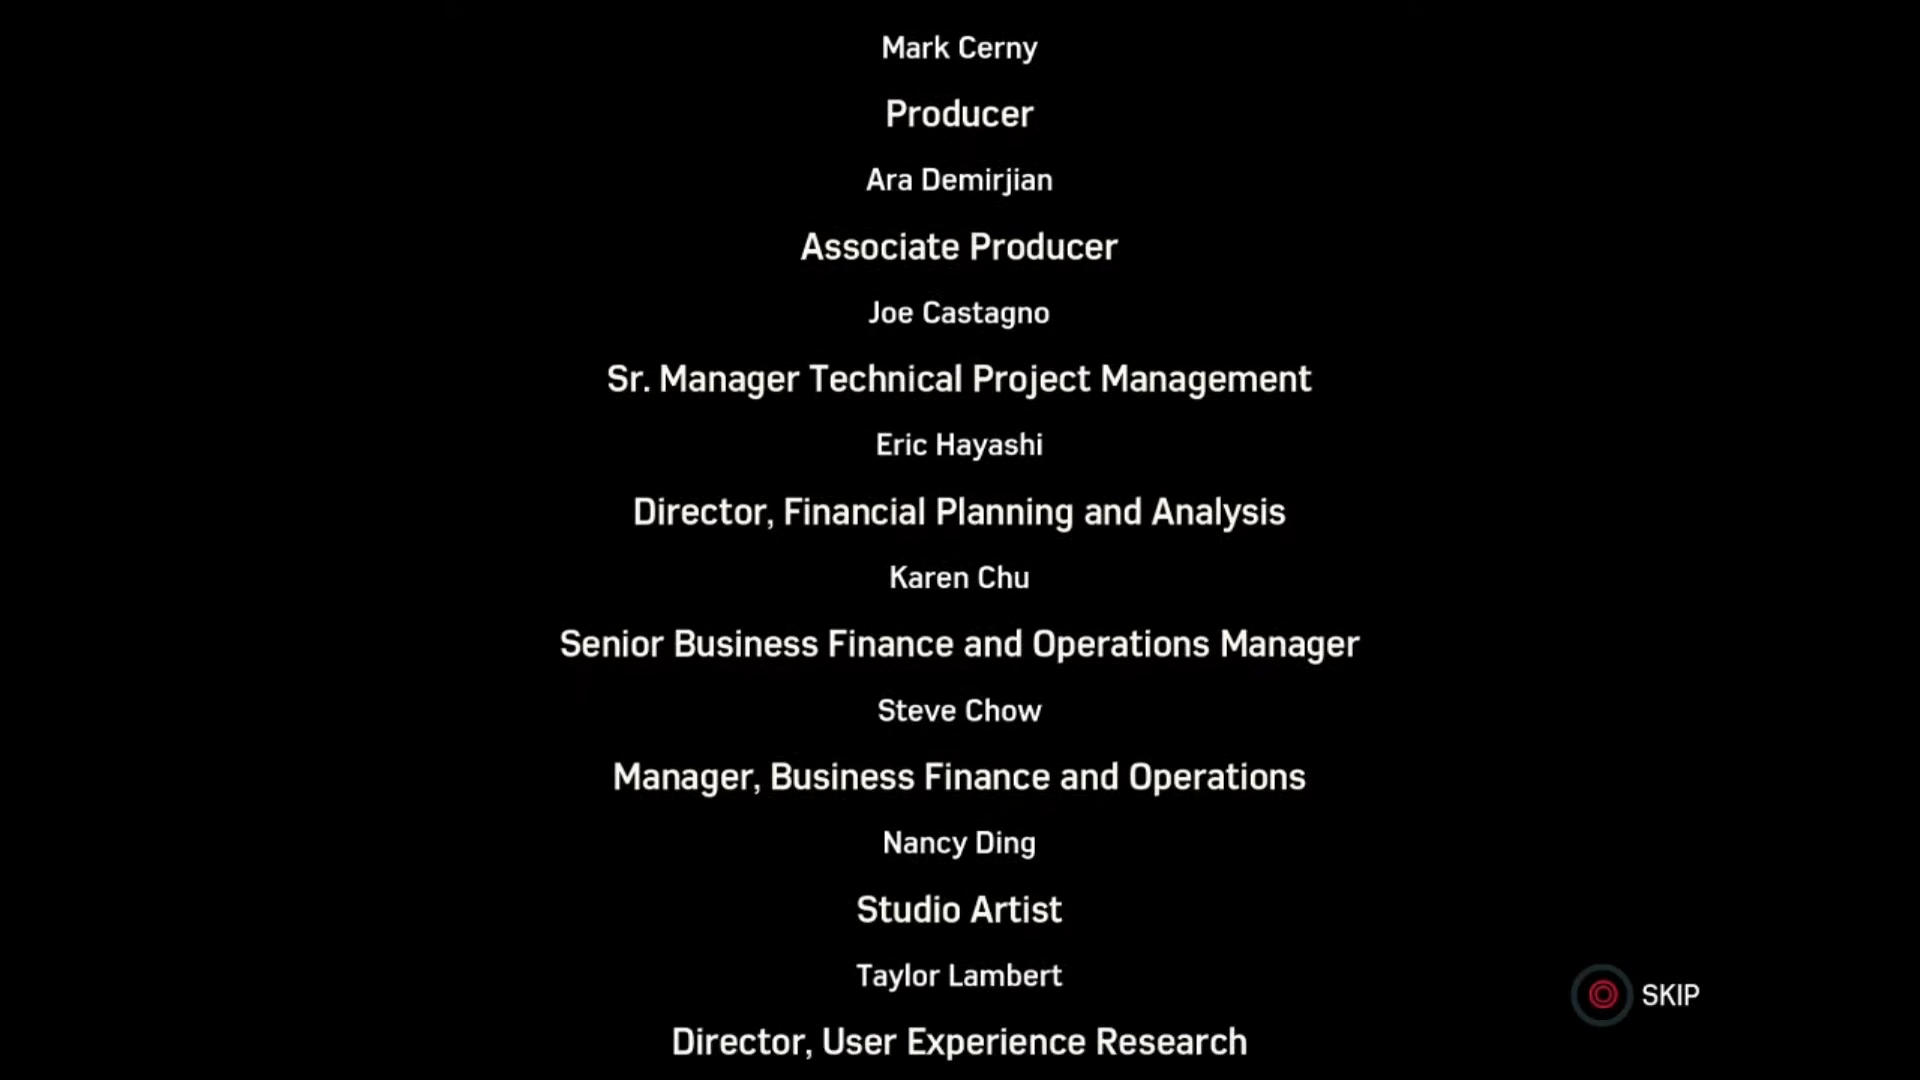 Mark Cerny
Producer
Ara Demirjian
Associate Producer
Joe Castagno
Sr. Manager Technical Project Management
Eric Hayashi
Director, Financial Planning and Analysis
Karen Chu
Senior Business Finance and Operations Manager
Steve Chow
Manager, Business Finance and Operations
Nancy Ding
Studio Artist
Taylor Lambert
SKIP
Director, User Experience Research